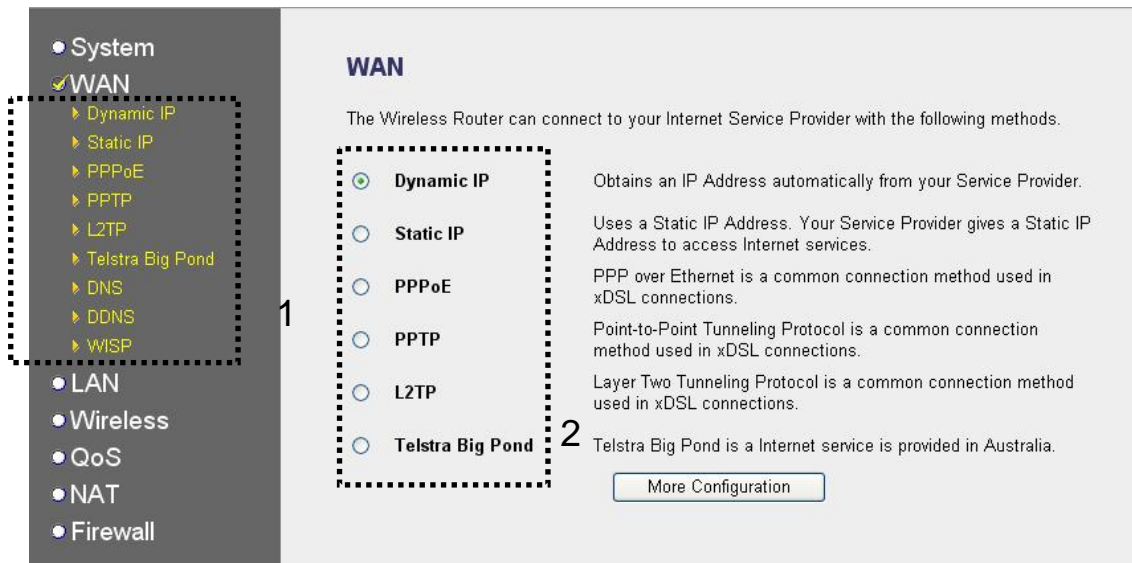 System
WAN
Dynamic IP
Static IP
PPPoE
PPTP
L2TP
Telstra Big Pond
DNS
DDNS
WISP
1
LAN
Wireless
QoS
NAT
Firewall
WAN
The Wireless Router can connect to your Internet Service Provider with the following methods.
Dynamic IP
Obtains an IP Address automatically from your Service Provider.
Static IP
Uses a Static IP Address. Your Service Provider gives a Static IP
Address to access Internet services.
PPPoE
PPP over Ethernet is a common connection method used in
xDSL connections.
PPTP
Point-to-Point Tunneling Protocol is a common connection
method used in xDSL connections.
L2TP
Layer Two Tunneling Protocol is a common connection method
used in xDSL connections.
Telstra Big Pond
2
Telstra Big Pond is a Internet service is provided in Australia.
More Configuration